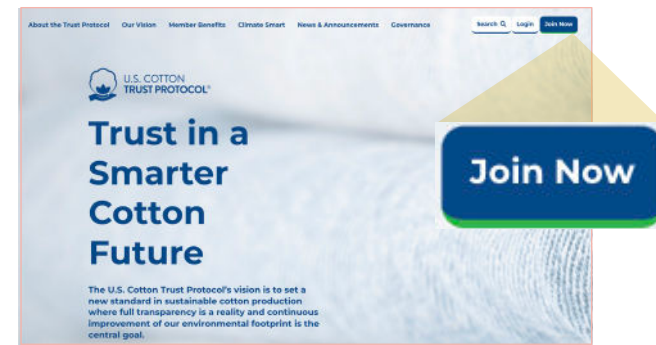 About the Trust Protocol Our Vision Member Benefits Climate Smart News & Announcements Governance Search Login Join Now
U.S. COTTON
TRUST PROTOCOL®
Trust in a
Smarter
Cotton
Future
Join Now
The U.S. Cotton Trust Protocol's vision is to set a
new standard in sustainable cotton production
where full transparency is a reality and continuous
improvement of our environmental footprint is the
central goal.